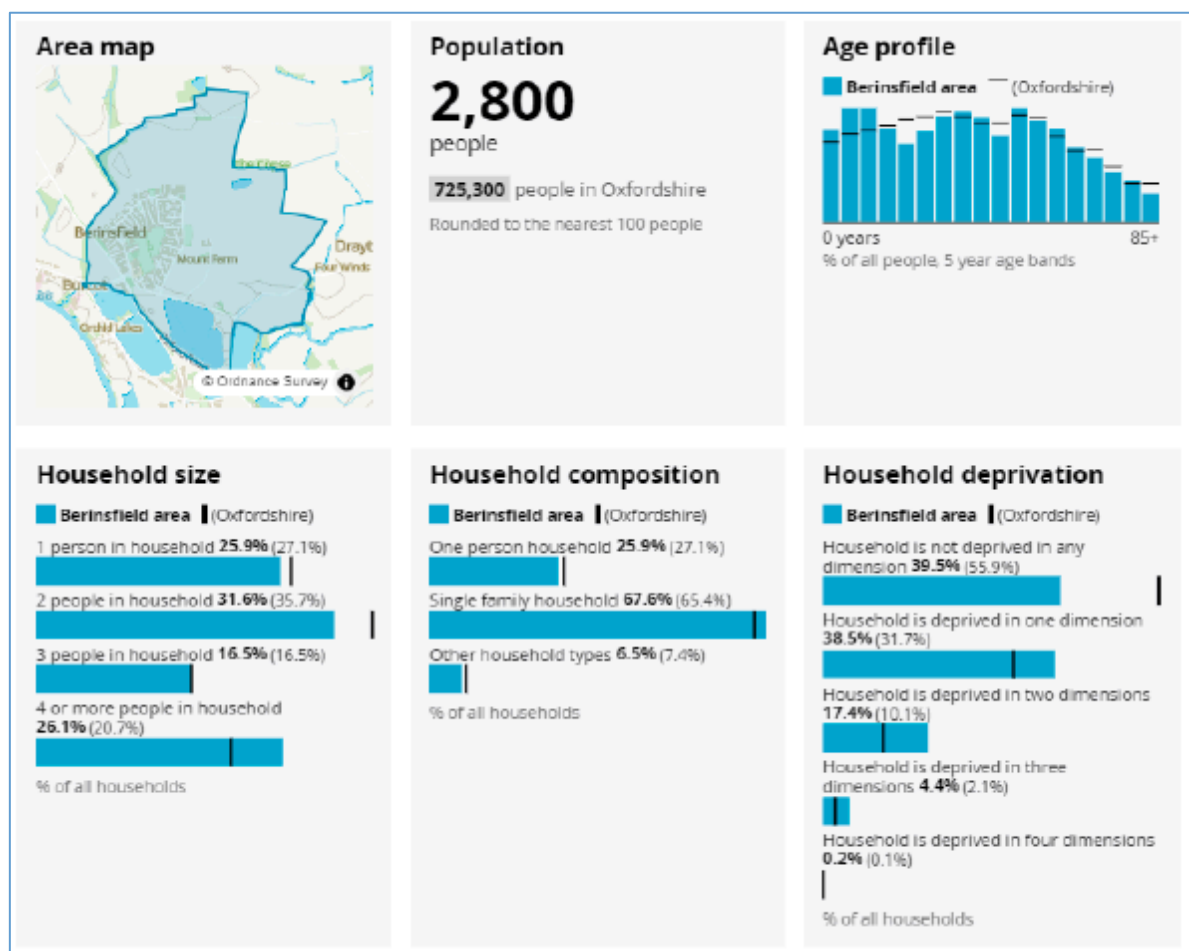 Area map
Berinsfield
Mount Farm
Drayt
Four Winds
Burcot
Orchid Lakes
© Ordnance Survey
Population
2,800
people
725,300 people in Oxfordshire
Rounded to the nearest 100 people
Age profile
Berinsfield area (Oxfordshire)
0 years 85+
% of all people, 5 year age bands
Household size
Berinsfield area (Oxfordshire)
1 person in household 25.9% (27.1%)
2 people in household 31.6% (35.7%)
3 people in household 16.5% (16.5%)
4 or more people in household
26.1% (20.7%)
% of all households
Household composition
Berinsfield area (Oxfordshire)
One person household 25.9% (27.1%)
Single family household 67.6% (65.4%)
Other household types 6.5% (7.4%)
% of all households
Household deprivation
Berinsfield area (Oxfordshire)
Household is not deprived in any
dimension 39.5% (55.9%)
Household is deprived in one dimension
38.5% (31.7%)
Household is deprived in two dimensions
17.4% (10.1%)
Household is deprived in three
dimensions 4.4% (2.1%)
Household is deprived in four dimensions
0.2% (0.1%)
% of all households